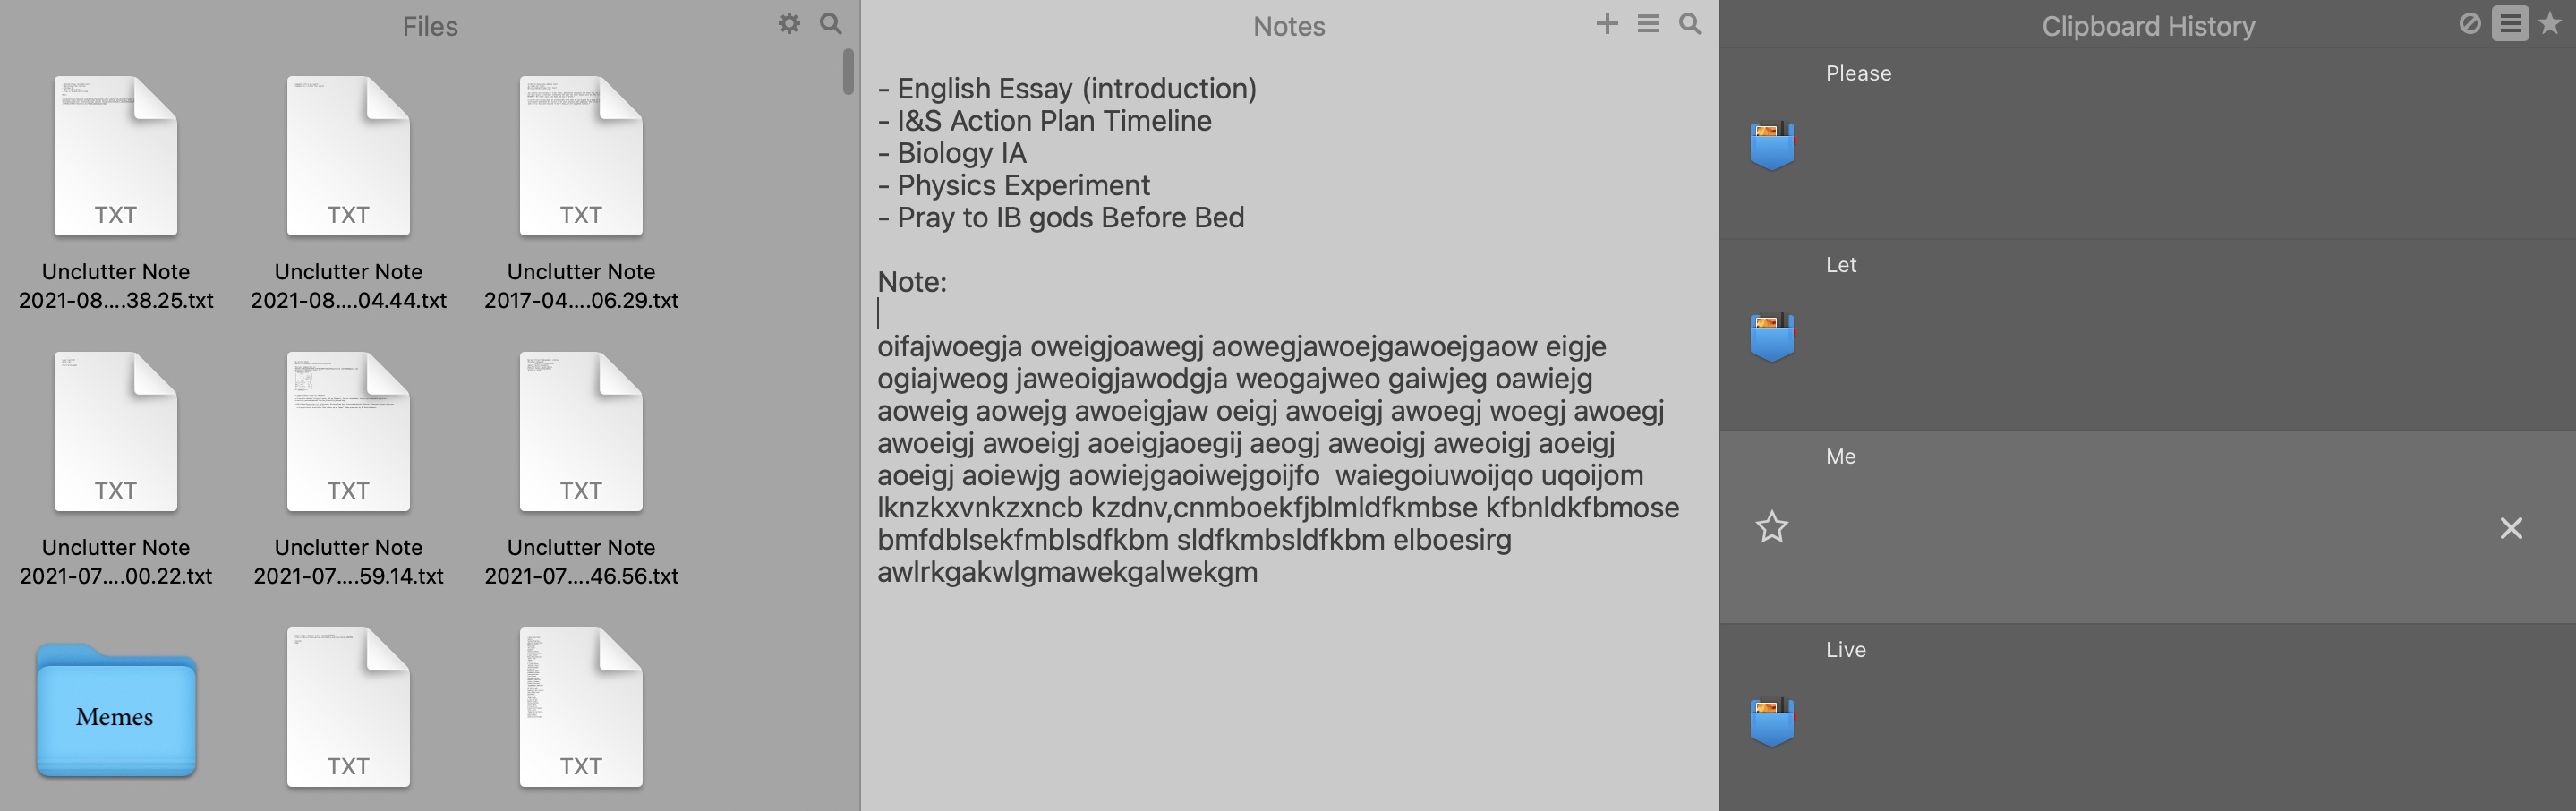 Files
Unclutter Note
2021-08....38.25.txt
Unclutter Note
2021-08....04.44.txt
Unclutter Note
2017-04....06.29.txt
Unclutter Note
2021-07....00.22.txt
Unclutter Note
2021-07....59.14.txt
Unclutter Note
2021-07....46.56.txt
TXT
TXT
TXT
TXT
TXT
TXT
Memes
TXT
TXT
Notes
- English Essay (introduction)
- I&S Action Plan Timeline
- Biology IA
- Physics Experiment
- Pray to IB gods Before Bed
Note:
oifajwoegja oweigjoawegj aowegjawoejgawoejgaow eigje
ogiajweog jaweoigjawodgja weogajweo gaiwjeg oawiejg
aoweig aowejg awoeigjaw oeigj awoeigj awoegj woegj awoegj
awoeigj awoeigj aoeigjaoegij aeogj aweoigj aweoigj aoeigj
aoeigj aoiewjg aowiejgaoiwejgoijfo  waiegoiuwoijqo uqoijom
lknzkxvnkzxncb kzdnv,cnmboekfjblmldfkmbse kfbnldkfbmose
bmfdblsekfmblsdfkbm sldfkmbsldfkbm elboesirg
awlrkgakwlgmawekgalwekgm
Clipboard History
Please
Let
Me
Live